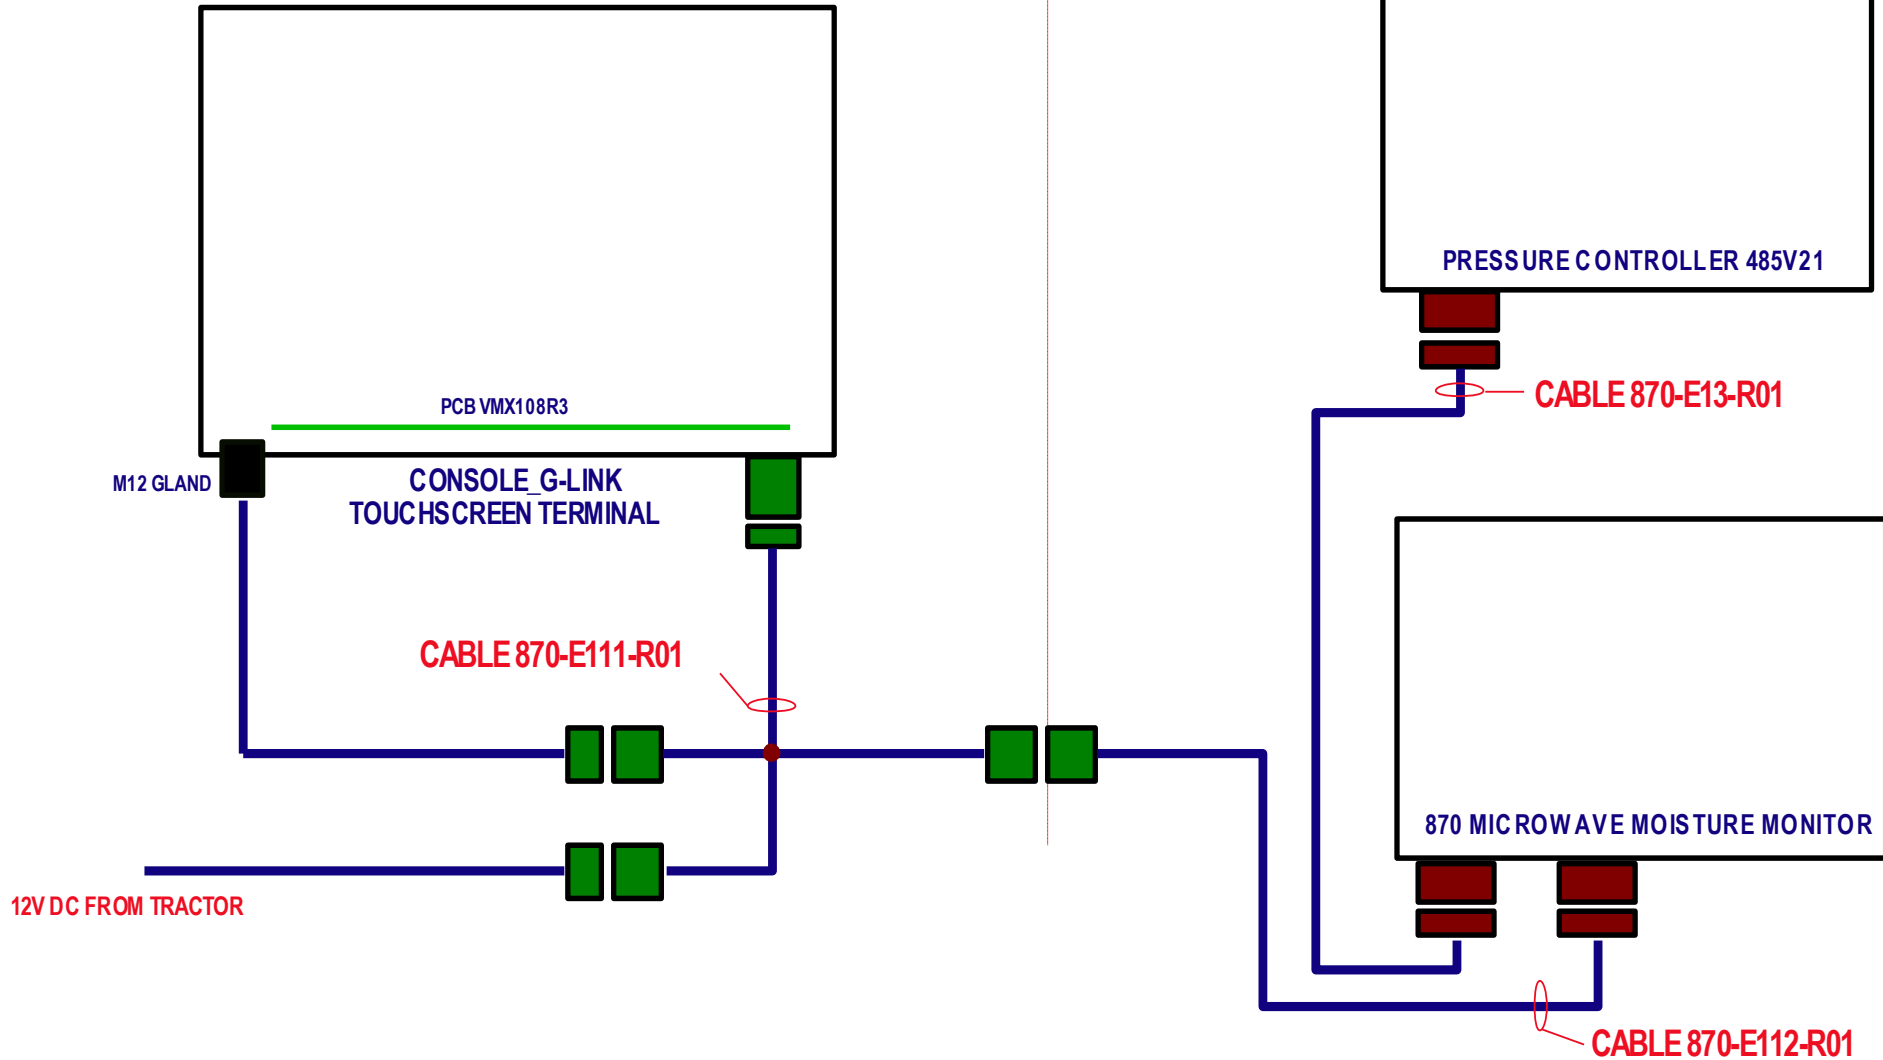 PRESSURE CONTROLLER 485V21
CABLE 870-E13-R01
PCB VMX108R3
M12 GLAND
CONSOLE_G-LINK
TOUCHSCREEN TERMINAL
CABLE 870-E111-R01
870 MICROWAVE MOISTURE MONITOR
12V DC FROM TRACTOR
CABLE 870-E112-R01